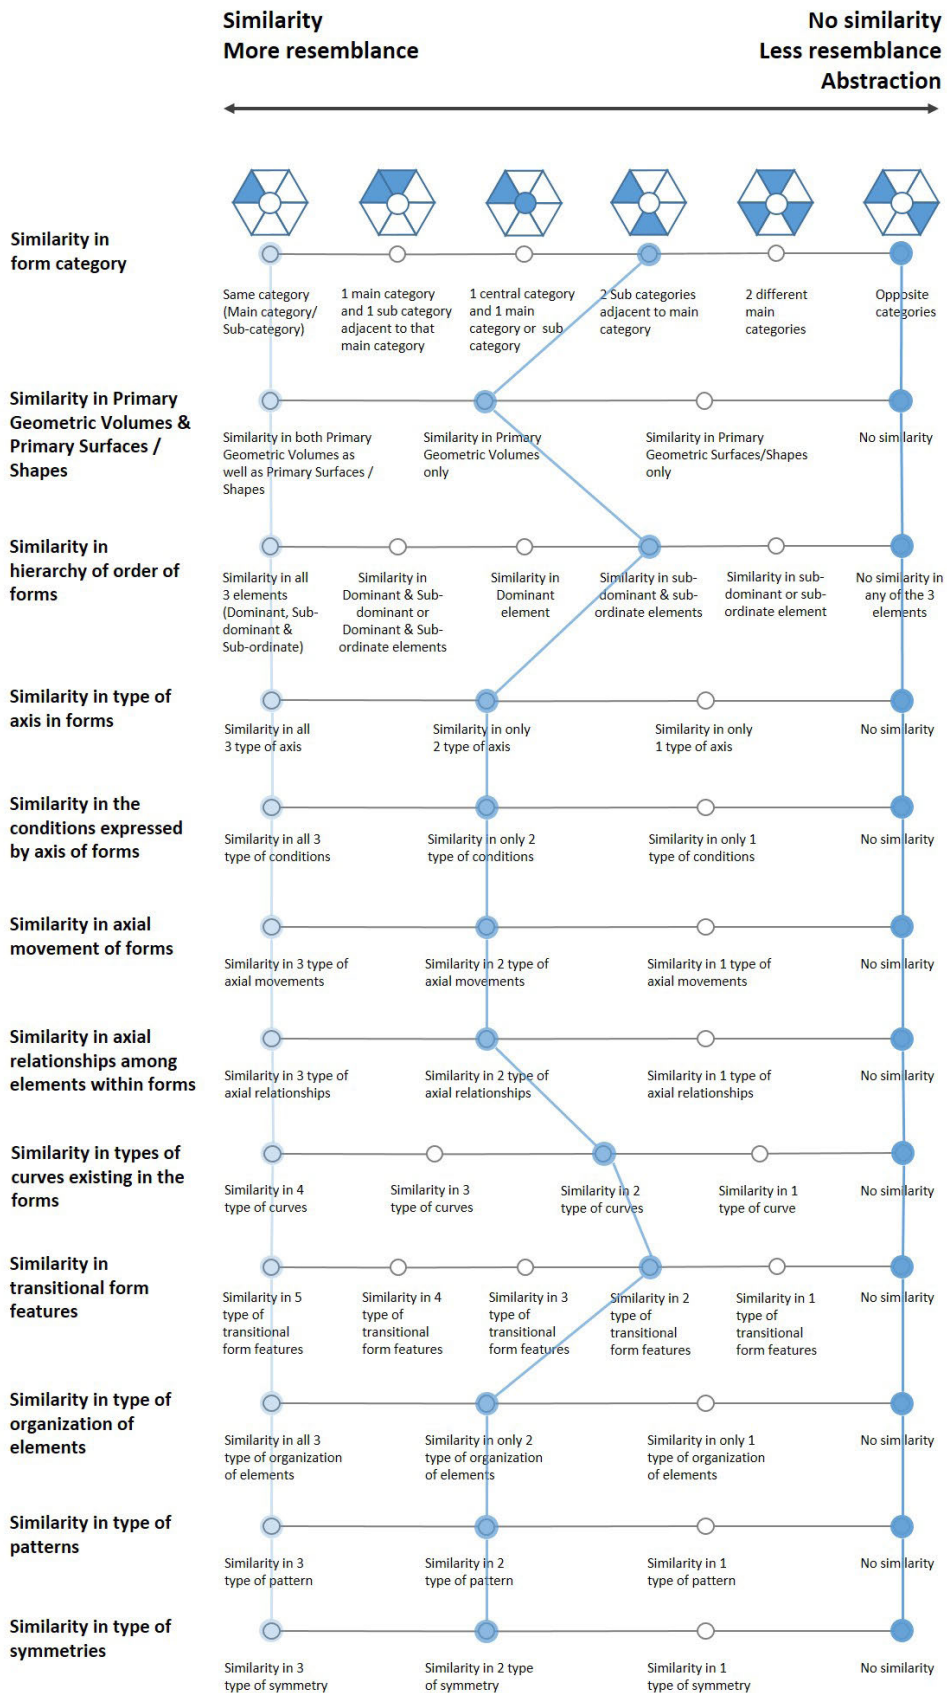 Similarity
More resemblance
No similarity
Less resemblance
Abstraction
Similarity in
form category
Same category
(Main category/
Sub-category)
1 main category
and 1 sub category
adjacent to that
main category
1 central category
and 1 main
category or sub
category
2 Sub categories
adjacent to main
category
2 different
main
categories
Opposite
categories
Similarity in Primary
Geometric Volumes &
Primary Surfaces /
Shapes
Similarity in both Primary
Geometric Volumes as
well as Primary Surfaces /
Shapes
Similarity in Primary
Geometric Volumes
only
Similarity in Primary
Geometric Surfaces/Shapes
only
No similarity
Similarity in
hierarchy of order of
forms
Similarity in all
3 elements
(Dominant, Sub-
dominant &
Sub-ordinate)
Similarity in
Dominant & Sub-
dominant or
Dominant & Sub-
ordinate elements
Similarity in
Dominant
element
Similarity in sub-
dominant & sub-
ordinate elements
Similarity in sub-
dominant or sub-
ordinate element
No similarity in
any of the 3
elements
Similarity in type of
axis in forms
Similarity in all
3 type of axis
Similarity in only
2 type of axis
Similarity in only
1 type of axis
No similarity
Similarity in the
conditions expressed
by axis of forms
Similarity in all 3
type of conditions
Similarity in only 2
type of conditions
Similarity in only 1
type of conditions
No similarity
Similarity in axial
movement of forms
Similarity in 3 type of
axial movements
Similarity in 2 type of
axial movements
Similarity in 1 type of
axial movements
No similarity
Similarity in axial
relationships among
elements within forms
Similarity in 3 type of
axial relationships
Similarity in 2 type of
axial relationships
Similarity in 1 type of
axial relationships
No similarity
Similarity in types of
curves existing in the
forms
Similarity in 4
type of curves
Similarity in 3
type of curves
Similarity in 2
type of curves
Similarity in 1
type of curve
No similarity
Similarity in
transitional form
features
Similarity in 5
type of
transitional
form features
Similarity in 4
type of
transitional
form features
Similarity in 3
type of
transitional
form features
Similarity in 2
type of
transitional
form features
Similarity in 1
type of
transitional
form features
No similarity
Similarity in type of
organization of
elements
Similarity in all 3
type of organization
of elements
Similarity in only 2
type of organization
of elements
Similarity in only 1
type of organization
of elements
No similarity
Similarity in type of
patterns
Similarity in 3
type of pattern
Similarity in 2
type of pattern
Similarity in 1
type of pattern
No similarity
Similarity in type of
symmetries
Similarity in 3
type of symmetry
Similarity in 2 type
of symmetry
Similarity in 1
type of symmetry
No similarity